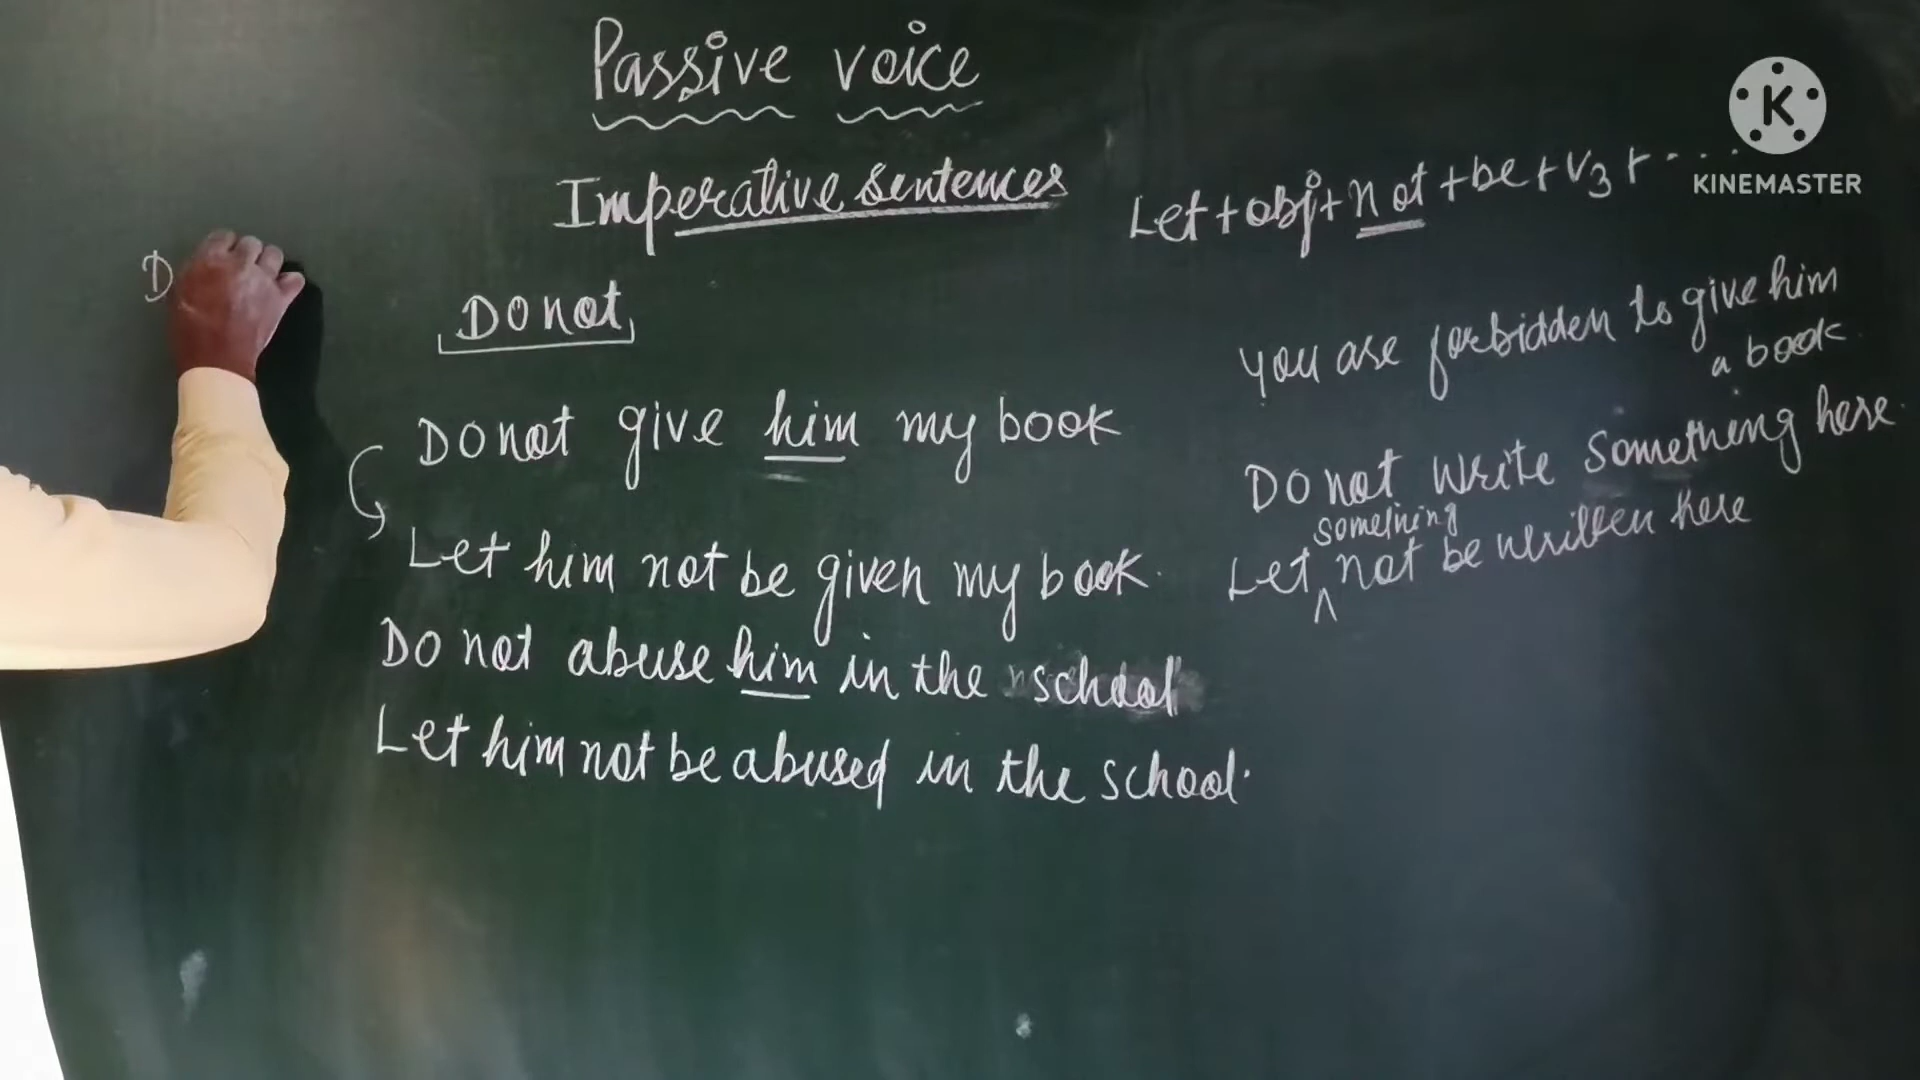 Passive voice
Imperative sentences
Let + obj + not + be + V3 + ....
D
Do not
you are forbidden to give him
a book
Do not give him my book
Do not write something here.
something
Let ^ not be written here
Let him not be given my book.
Do not abuse him in the school
Let him not be abused in the school.
K
KINEMASTER